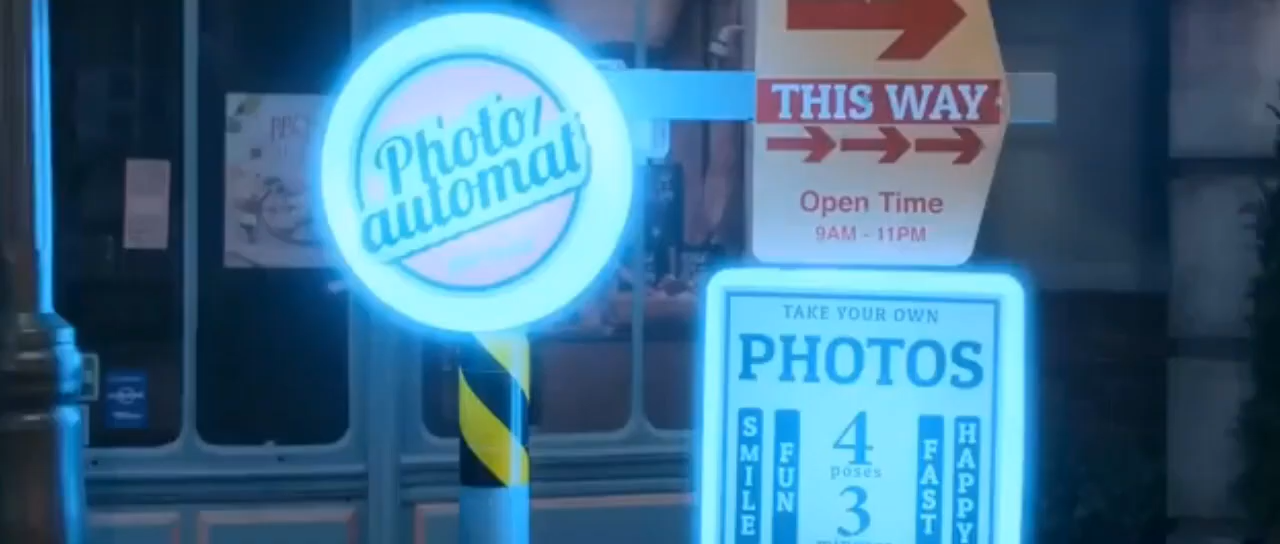 Photo
automat
THIS WAY
Open Time
9AM - 11PM
TAKE YOUR OWN
PHOTOS
SMILE
FUN
4
poses
3
FAST
HAPPY